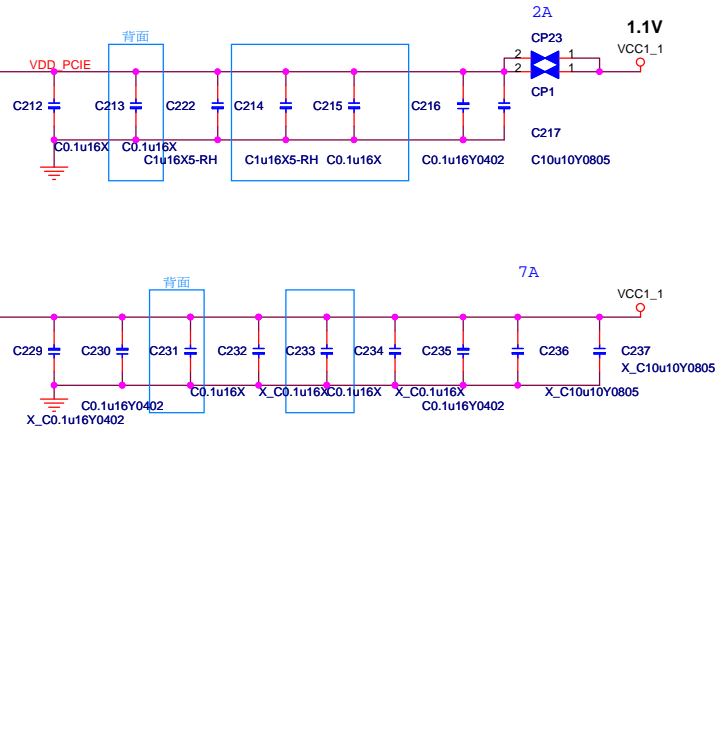 2A
背面
CP23
1.1V
VCC1_1
2
1
VDD_PCIE
2
1
CP1
C212
C213
C222
C214
C215
C216
C217
C0.1u16X
C0.1u16X
C1u16X5-RH
C1u16X5-RH
C0.1u16X
C0.1u16Y0402
C10u10Y0805
7A
背面
VCC1_1
C229
C230
C231
C232
C233
C234
C235
C236
C237
X_C10u10Y0805
C0.1u16X
X_C0.1u16X
C0.1u16X
X_C0.1u16X
X_C10u10Y0805
C0.1u16Y0402
C0.1u16Y0402
X_C0.1u16Y0402